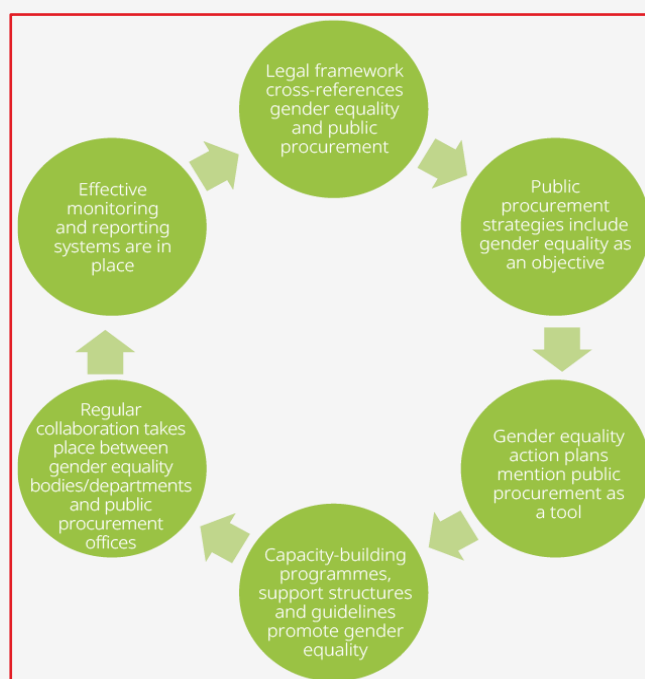 Legal framework
cross-references
gender equality
and public
procurement
Public
procurement
strategies include
gender equality as
an objective
Gender equality
action plans
mention public
procurement as
a tool
Capacity-building
programmes,
support structures
and guidelines
promote gender
equality
Regular
collaboration takes
place between
gender equality
bodies/departments
and public
procurement
offices
Effective
monitoring
and reporting
systems are in
place